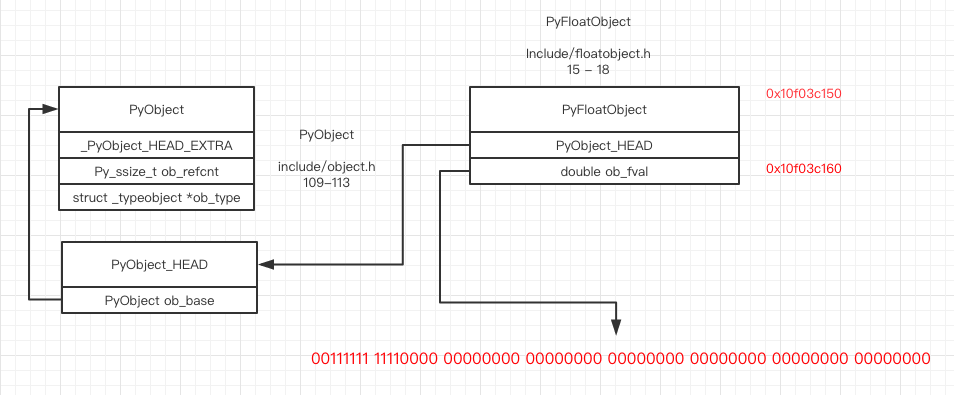 PyFloatObject
Include/floatobject.h
15 - 18
PyObject
_PyObject_HEAD_EXTRA
Py_ssize_t ob_refcnt
struct _typeobject *ob_type
PyObject
include/object.h
109-113
PyFloatObject
PyObject_HEAD
double ob_fval
0x10f03c150
0x10f03c160
PyObject_HEAD
PyObject ob_base
00111111 11110000 00000000 00000000 00000000 00000000 00000000 00000000